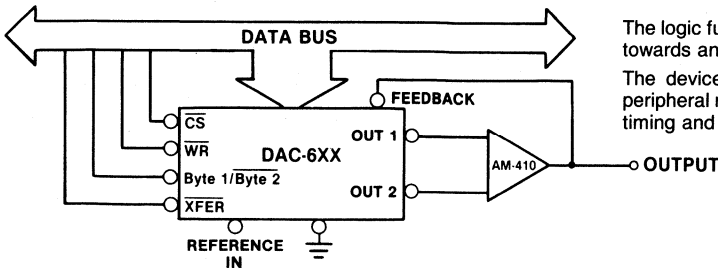 DATA BUS
FEEDBACK
CS
WR
Byte 1/Byte 2
XFER
DAC-6XX
OUT 1
OUT 2
AM-410
OUTPUT
REFERENCE
IN
The logic fu
towards an
The device
peripheral
timing and